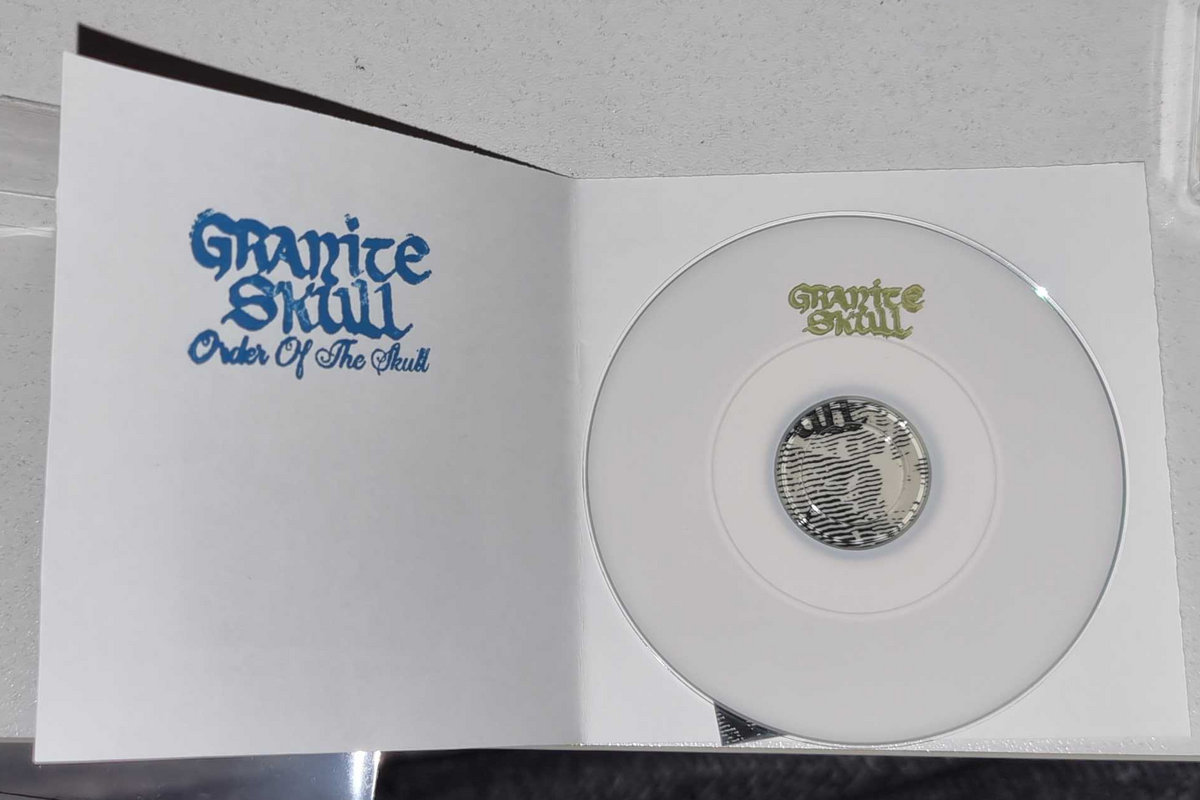 GRANITE
SKULL
Order Of The Skull
GRANITE
SKULL